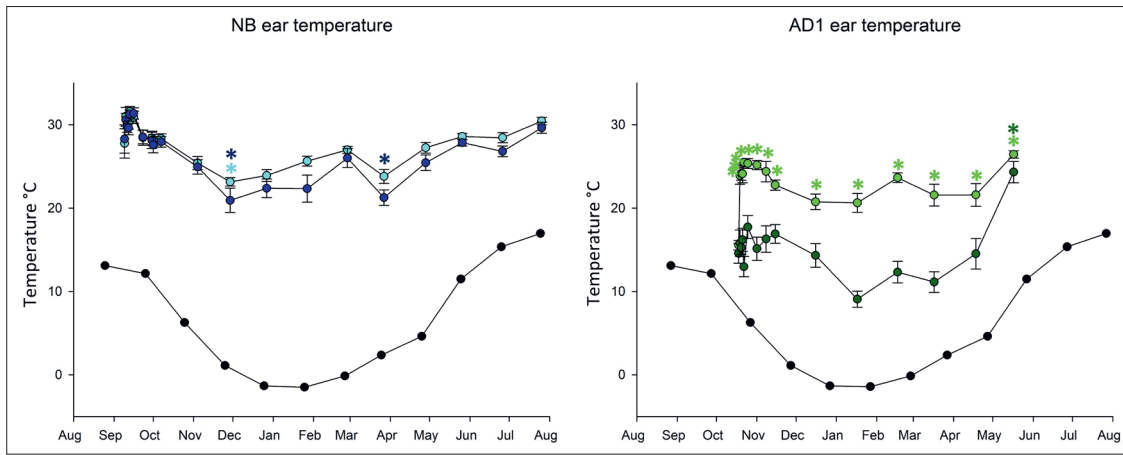 NB ear temperature
Temperature °C
30
20
10
0
Aug Sep Oct Nov Dec Jan Feb Mar Apr May Jun Jul Aug
AD1 ear temperature
Temperature °C
30
20
10
0
Aug Sep Oct Nov Dec Jan Feb Mar Apr May Jun Jul Aug